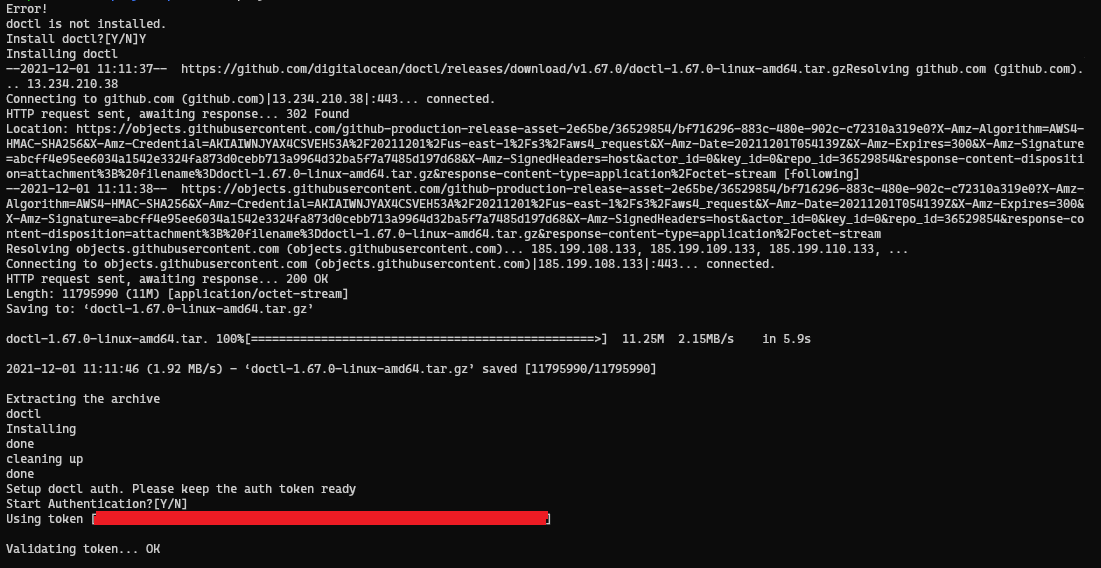 Error!
doctl is not installed.
Install doctl?[Y/N]Y
Installing doctl
--2021-12-01 11:11:37--  https://github.com/digitalocean/doctl/releases/download/v1.67.0/doctl-1.67.0-linux-amd64.tar.gzResolving github.com (github.com).
.. 13.234.210.38
Connecting to github.com (github.com)|13.234.210.38|:443... connected.
HTTP request sent, awaiting response... 302 Found
Location: https://objects.githubusercontent.com/github-production-release-asset-2e65be/36529854/bf716296-883c-480e-902c-c72310a319e0?X-Amz-Algorithm=AWS4-
HMAC-SHA256&X-Amz-Credential=AKIAIWNJYAX4CSVEH53A%2F20211201%2Fus-east-1%2Fs3%2Faws4_request&X-Amz-Date=20211201T054139Z&X-Amz-Expires=300&X-Amz-Signature
=abcff4e95ee6034a1542e3324fa873d0cebb713a9964d32ba5f7a7485d197d68&X-Amz-SignedHeaders=host&actor_id=0&key_id=0&repo_id=36529854&response-content-dispositi
on=attachment%3B%20filename%3Ddoctl-1.67.0-linux-amd64.tar.gz&response-content-type=application%2Foctet-stream [following]
--2021-12-01 11:11:38--  https://objects.githubusercontent.com/github-production-release-asset-2e65be/36529854/bf716296-883c-480e-902c-c72310a319e0?X-Amz-
Algorithm=AWS4-HMAC-SHA256&X-Amz-Credential=AKIAIWNJYAX4CSVEH53A%2F20211201%2Fus-east-1%2Fs3%2Faws4_request&X-Amz-Date=20211201T054139Z&X-Amz-Expires=300&
X-Amz-Signature=abcff4e95ee6034a1542e3324fa873d0cebb713a9964d32ba5f7a7485d197d68&X-Amz-SignedHeaders=host&actor_id=0&key_id=0&repo_id=36529854&response-co
ntent-disposition=attachment%3B%20filename%3Ddoctl-1.67.0-linux-amd64.tar.gz&response-content-type=application%2Foctet-stream
Resolving objects.githubusercontent.com (objects.githubusercontent.com)... 185.199.108.133, 185.199.109.133, 185.199.110.133, ...
Connecting to objects.githubusercontent.com (objects.githubusercontent.com)|185.199.108.133|:443... connected.
HTTP request sent, awaiting response... 200 OK
Length: 11795990 (11M) [application/octet-stream]
Saving to: ‘doctl-1.67.0-linux-amd64.tar.gz’
doctl-1.67.0-linux-amd64.tar. 100%[=================================================>]  11.25M  2.15MB/s    in 5.9s
2021-12-01 11:11:46 (1.92 MB/s) - ‘doctl-1.67.0-linux-amd64.tar.gz’ saved [11795990/11795990]
Extracting the archive
doctl
Installing
done
cleaning up
done
Setup doctl auth. Please keep the auth token ready
Start Authentication?[Y/N]
Using token [ ]
Validating token... OK